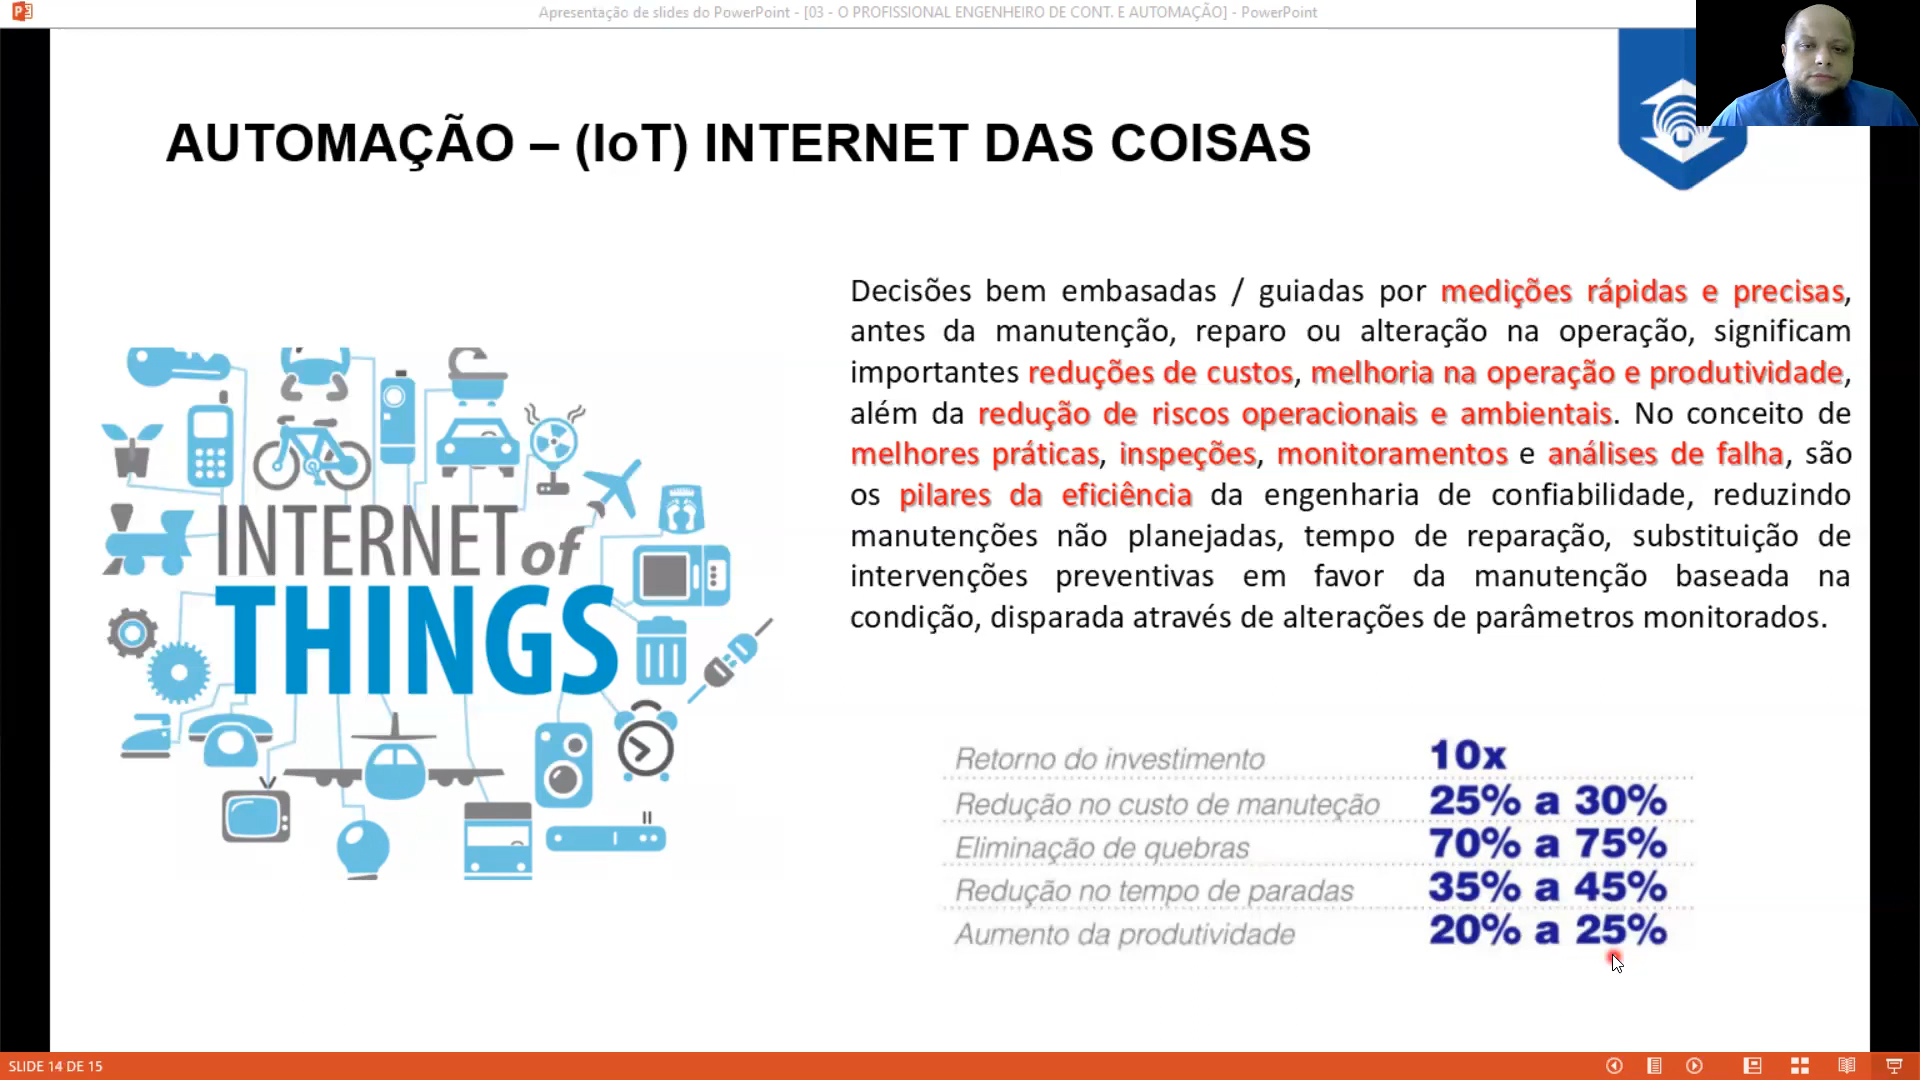 Apresentação de slides do PowerPoint - [03 - O PROFISSIONAL ENGENHEIRO DE CONT. E AUTOMAÇÃO] - PowerPoint
AUTOMAÇÃO – (IoT) INTERNET DAS COISAS
INTERNET of
THINGS
Decisões bem embasadas / guiadas por medições rápidas e precisas,
antes da manutenção, reparo ou alteração na operação, significam
importantes reduções de custos, melhoria na operação e produtividade,
além da redução de riscos operacionais e ambientais. No conceito de
melhores práticas, inspeções, monitoramentos e análises de falha, são
os pilares da eficiência da engenharia de confiabilidade, reduzindo
manutenções não planejadas, tempo de reparação, substituição de
intervenções preventivas em favor da manutenção baseada na
condição, disparada através de alterações de parâmetros monitorados.
Retorno do investimento 10x
Redução no custo de manuteção 25% a 30%
Eliminação de quebras 70% a 75%
Redução no tempo de paradas 35% a 45%
Aumento da produtividade 20% a 25%
SLIDE 14 DE 15